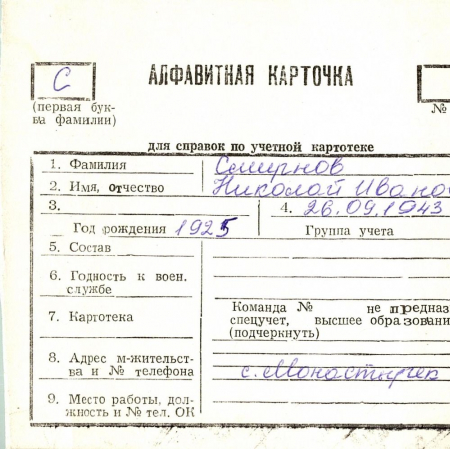 С
АЛФАВИТНАЯ КАРТОЧКА
(первая бук-
ва фамилии)
№
для справок по учетной картотеке
1. Фамилия Смирнов
2. Имя, отчество Николай Ивано
3. 4. 26.09.1943
Год рождения 1925 Группа учета
5. Состав
6. Годность к воен.
службе
7. Картотека
Команда № не предназ
спецучет, высшее образовани
(подчеркнуть)
8. Адрес м-жительст-
ва и № телефона
с. Монастырек
9. Место работы, дол-
жность и № тел. ОК